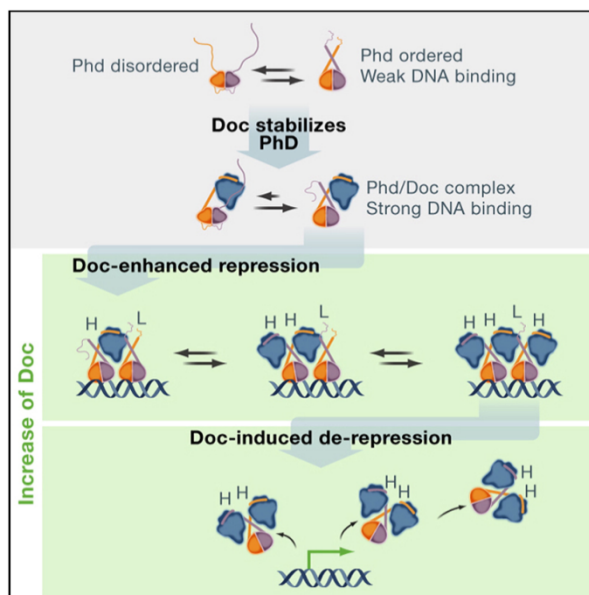 Phd disordered
Phd ordered
Weak DNA binding
Doc stabilizes
PhD
Phd/Doc complex
Strong DNA binding
Doc-enhanced repression
H L
H H L
H H L H
Increase of Doc
Doc-induced de-repression
H H
H H
H
H